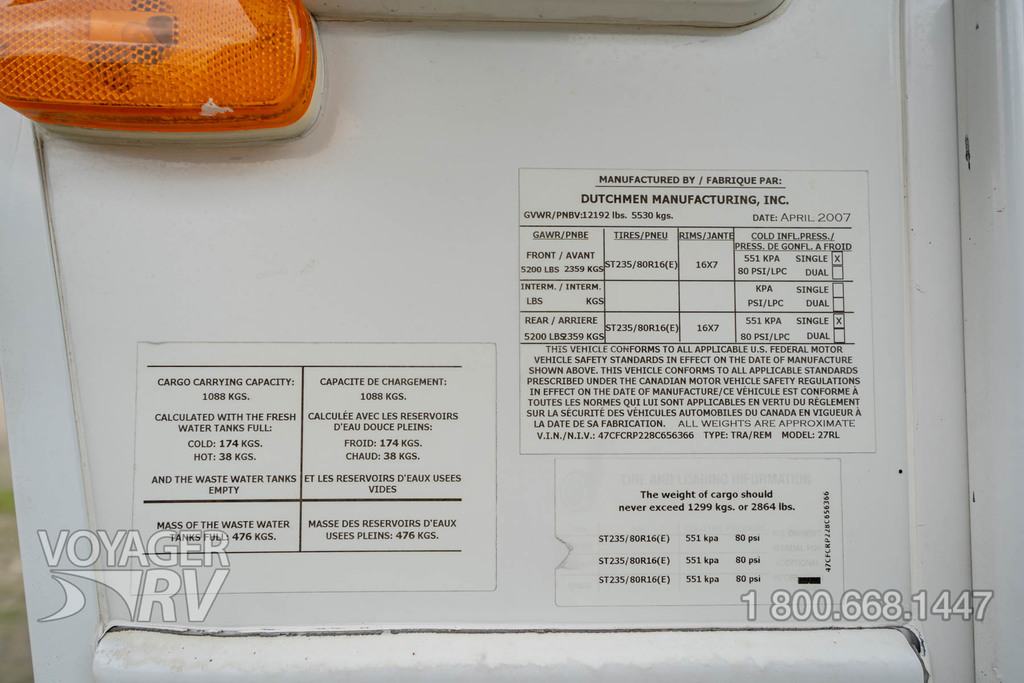 MANUFACTURED BY / FABRIQUE PAR:
DUTCHMEN MANUFACTURING, INC.
GVWR/PNBV:12192 lbs. 5530 kgs. DATE: APRIL 2007
GAWR/PNBE TIRES/PNEU RIMS/JANTE COLD INFL.PRESS./
PRESS. DE GONFL. A FROID
FRONT / AVANT 551 KPA SINGLE X
5200 LBS 2359 KGS ST235/80R16(E) 16X7 80 PSI/LPC DUAL
INTERM. / INTERM. KPA SINGLE
LBS KGS PSI/LPC DUAL
REAR / ARRIERE 551 KPA SINGLE X
5200 LBS2359 KGS ST235/80R16(E) 16X7 80 PSI/LPC DUAL
THIS VEHICLE CONFORMS TO ALL APPLICABLE U.S. FEDERAL MOTOR
VEHICLE SAFETY STANDARDS IN EFFECT ON THE DATE OF MANUFACTURE
SHOWN ABOVE. THIS VEHICLE CONFORMS TO ALL APPLICABLE STANDARDS
PRESCRIBED UNDER THE CANADIAN MOTOR VEHICLE SAFETY REGULATIONS
IN EFFECT ON THE DATE OF MANUFACTURE/CE VÉHICULE EST CONFORME À
TOUTES LES NORMES QUI LUI SONT APPLICABLES EN VERTU DU RÈGLEMENT
SUR LA SÉCURITÉ DES VÉHICULES AUTOMOBILES DU CANADA EN VIGUEUR À
LA DATE DE SA FABRICATION. ALL WEIGHTS ARE APPROXIMATE
V.I.N./N.I.V.: 47CFCRP228C656366 TYPE: TRA/REM MODEL: 27RL
CARGO CARRYING CAPACITY:
1088 KGS.
CALCULATED WITH THE FRESH
WATER TANKS FULL:
COLD: 174 KGS.
HOT: 38 KGS.
AND THE WASTE WATER TANKS
EMPTY
MASS OF THE WASTE WATER
TANKS FULL: 476 KGS.
CAPACITE DE CHARGEMENT:
1088 KGS.
CALCULÉE AVEC LES RESERVOIRS
D'EAU DOUCE PLEINS:
FROID: 174 KGS.
CHAUD: 38 KGS.
ET LES RESERVOIRS D'EAUX USEES
VIDES
MASSE DES RESERVOIRS D'EAUX
USEES PLEINS: 476 KGS.
TIRE AND LOADING INFORMATION
The weight of cargo should
never exceed 1299 kgs. or 2864 lbs.
ST235/80R16(E) 551 kpa 80 psi
ST235/80R16(E) 551 kpa 80 psi
ST235/80R16(E) 551 kpa 80 psi
47CFCRP228C656366
VOYAGER
RV
1 800.668.1447